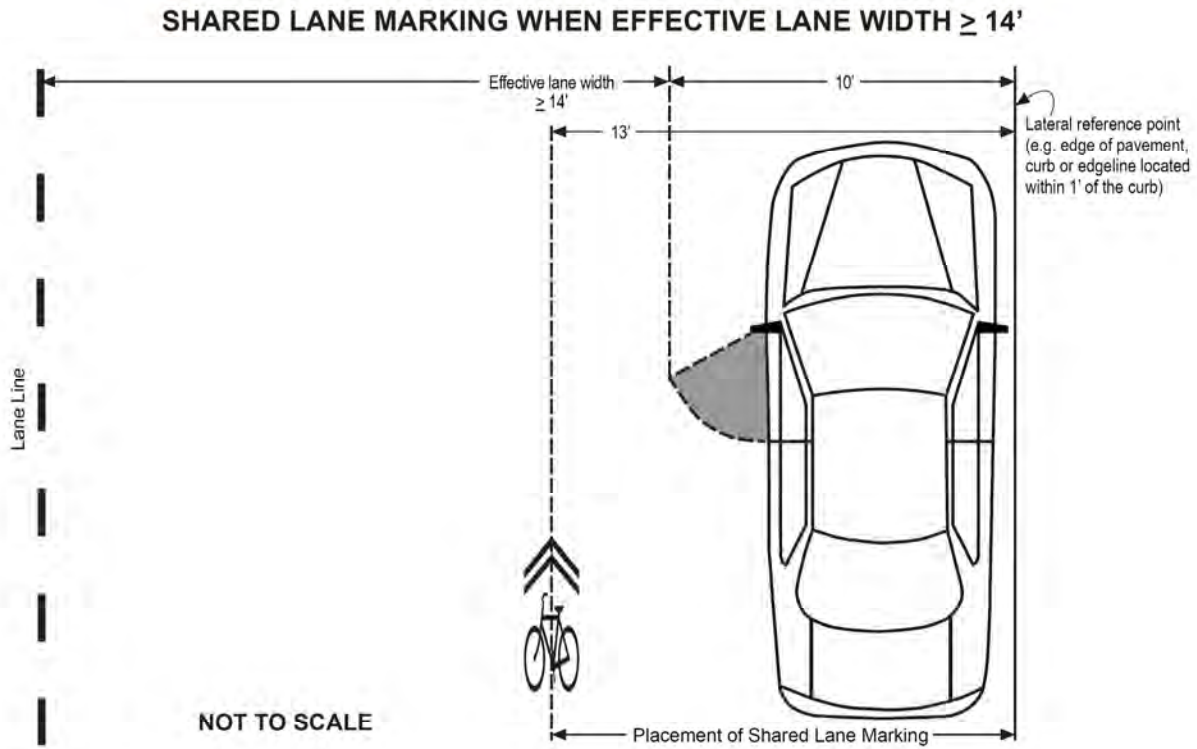 SHARED LANE MARKING WHEN EFFECTIVE LANE WIDTH ≥ 14'
Effective lane width
≥ 14'
10'
13'
Lateral reference point
(e.g. edge of pavement,
curb or edgeline located
within 1' of the curb)
Lane Line
NOT TO SCALE
Placement of Shared Lane Marking